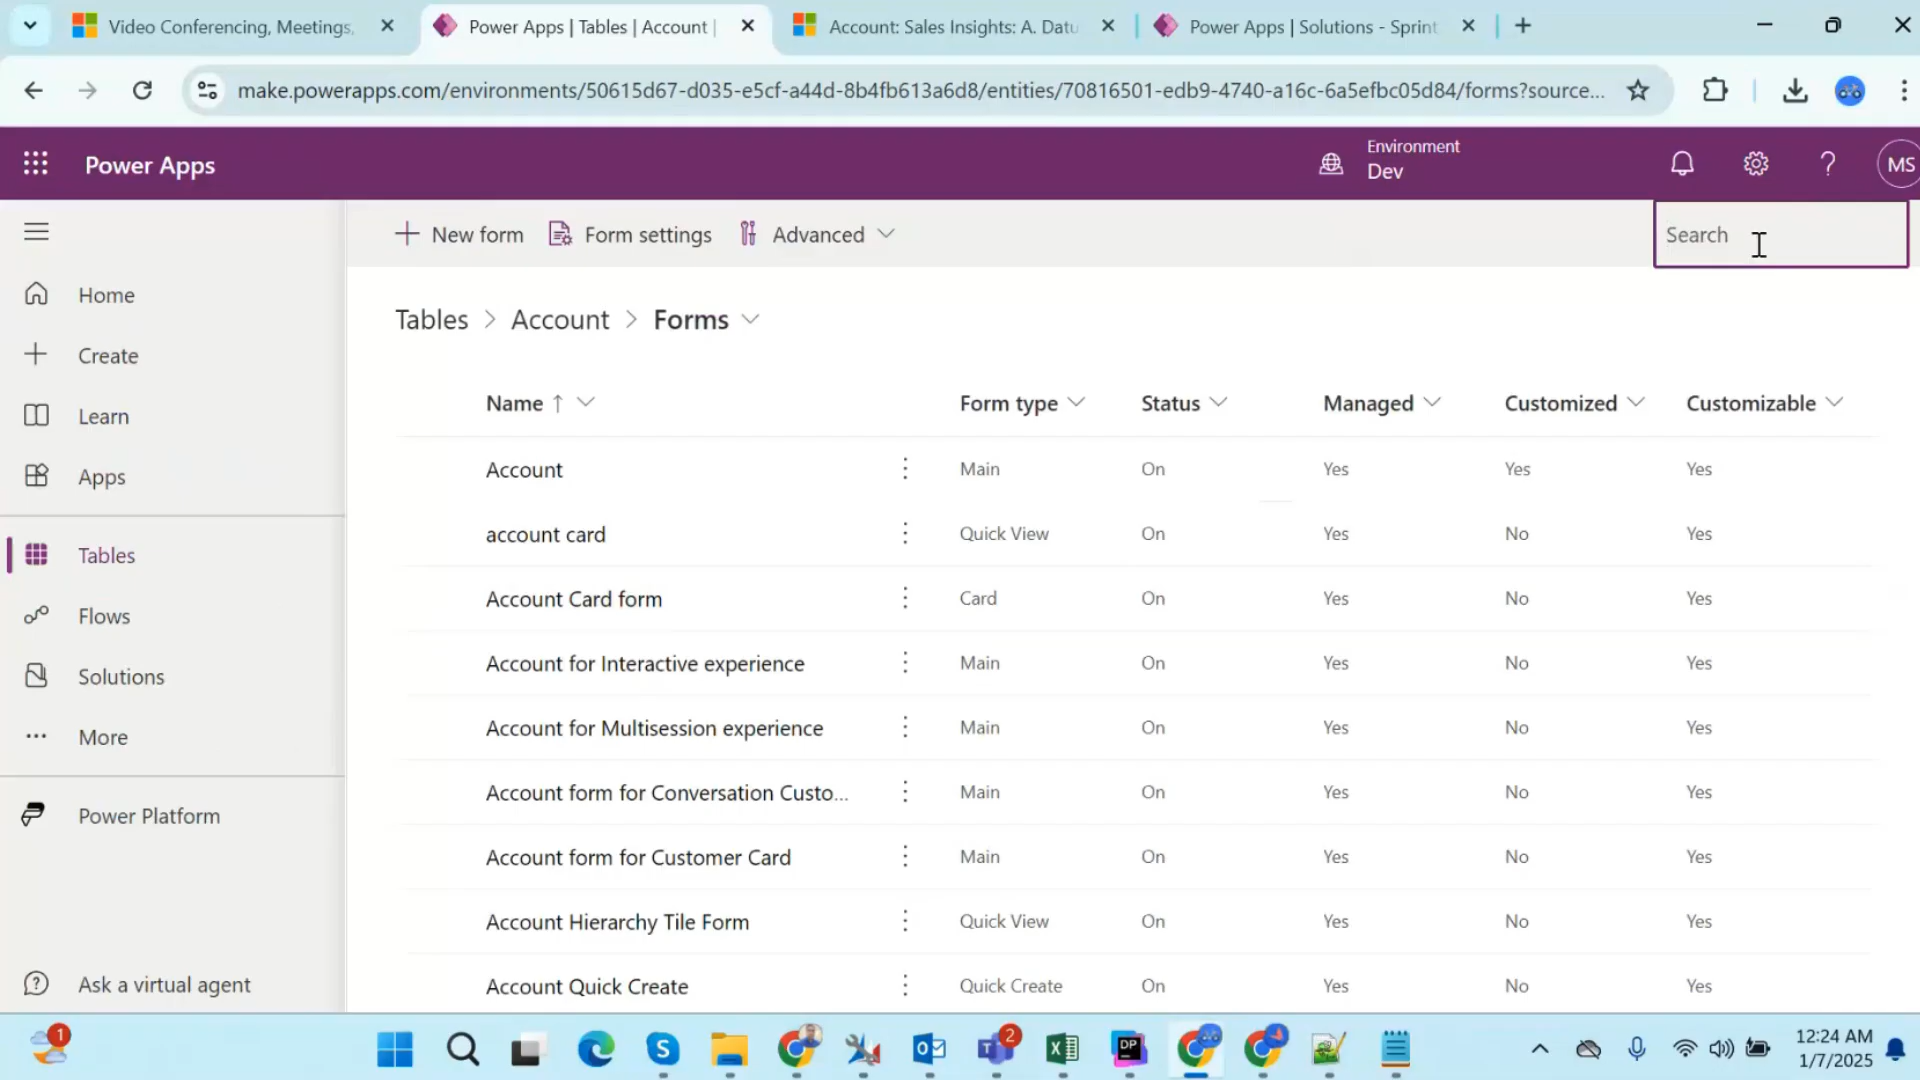 Video Conferencing, Meetings,
Power Apps | Tables | Account |
Account: Sales Insights: A. Datu
Power Apps | Solutions - Sprint
make.powerapps.com/environments/50615d67-d035-e5cf-a44d-8b4fb613a6d8/entities/70816501-edb9-4740-a16c-6a5efbc05d84/forms?source...
Power Apps
Environment
Dev
MS
New form
Form settings
Advanced
Search
Home
Create
Learn
Apps
Tables
Flows
Solutions
More
Power Platform
Ask a virtual agent
Tables > Account > Forms
Name ↑ Form type Status Managed Customized Customizable
Account Main On Yes Yes Yes
account card Quick View On Yes No Yes
Account Card form Card On Yes No Yes
Account for Interactive experience Main On Yes No Yes
Account for Multisession experience Main On Yes No Yes
Account form for Conversation Custo... Main On Yes No Yes
Account form for Customer Card Main On Yes No Yes
Account Hierarchy Tile Form Quick View On Yes No Yes
Account Quick Create Quick Create On Yes No Yes
1
2
DP
12:24 AM
1/7/2025